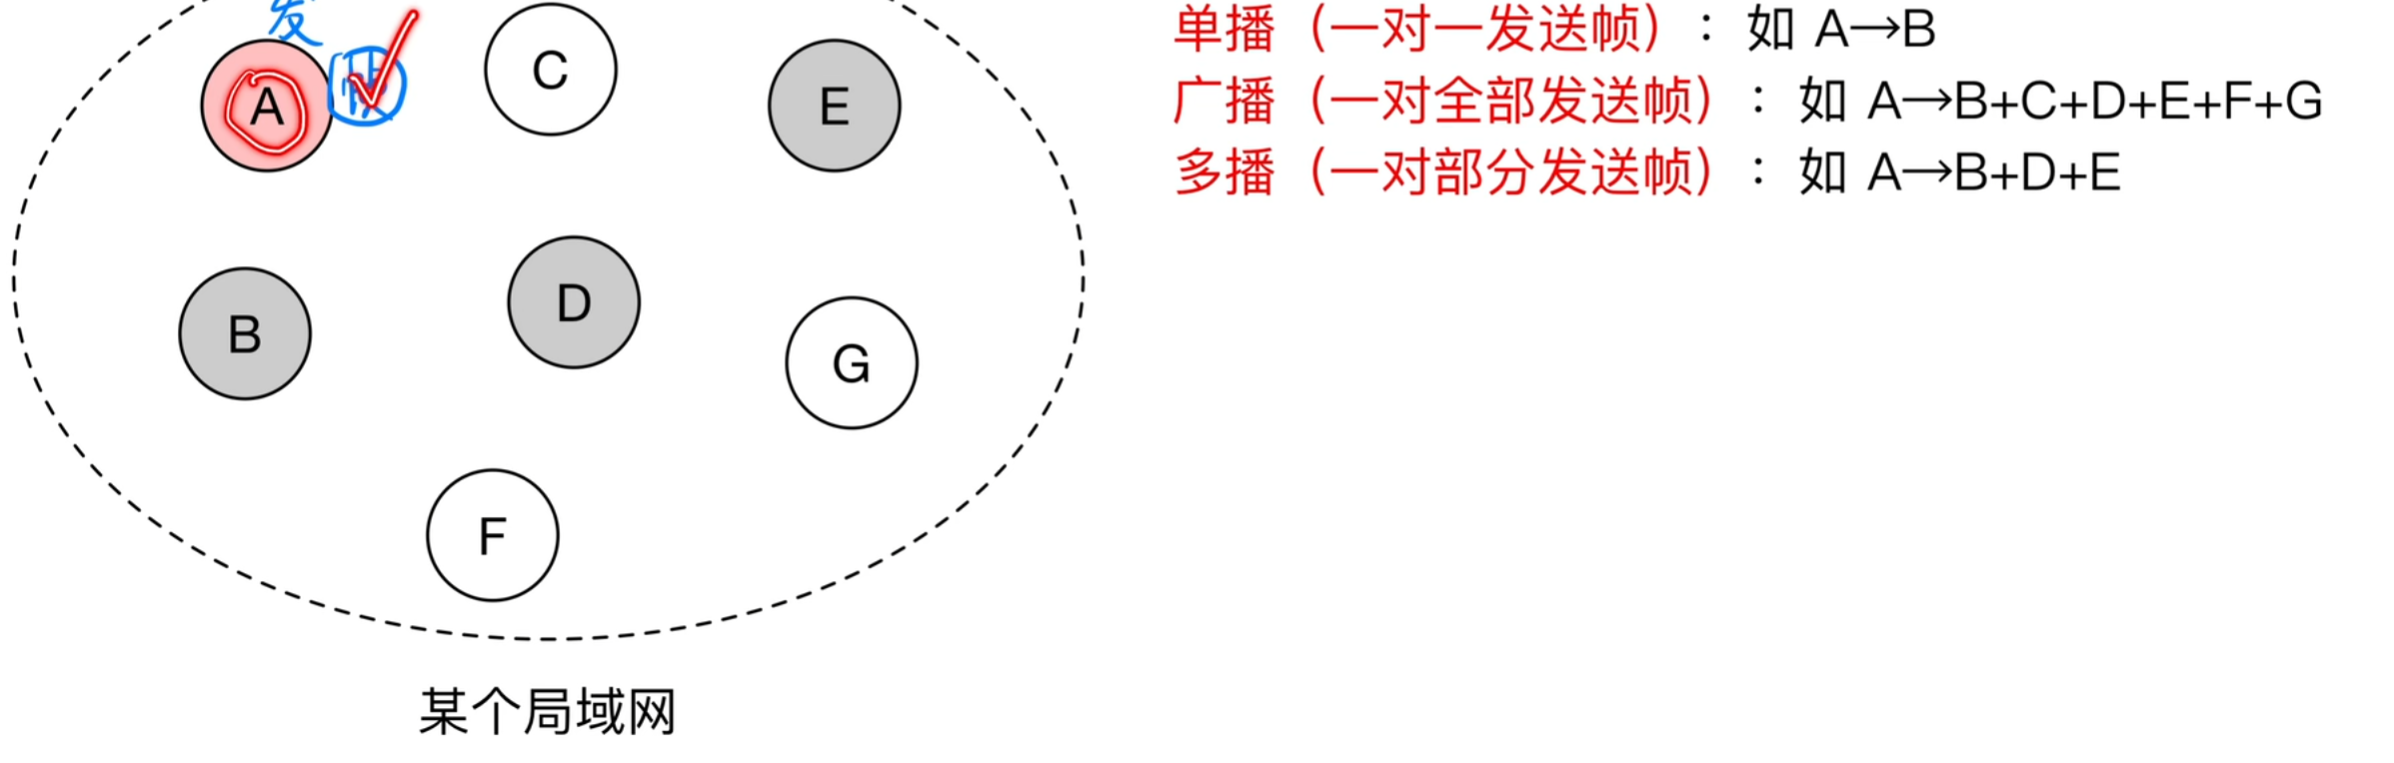 发
A
C
E
B
D
G
F
某个局域网
单播（一对一发送帧）：如 A→B
广播（一对全部发送帧）：如 A→B+C+D+E+F+G
多播（一对部分发送帧）：如 A→B+D+E